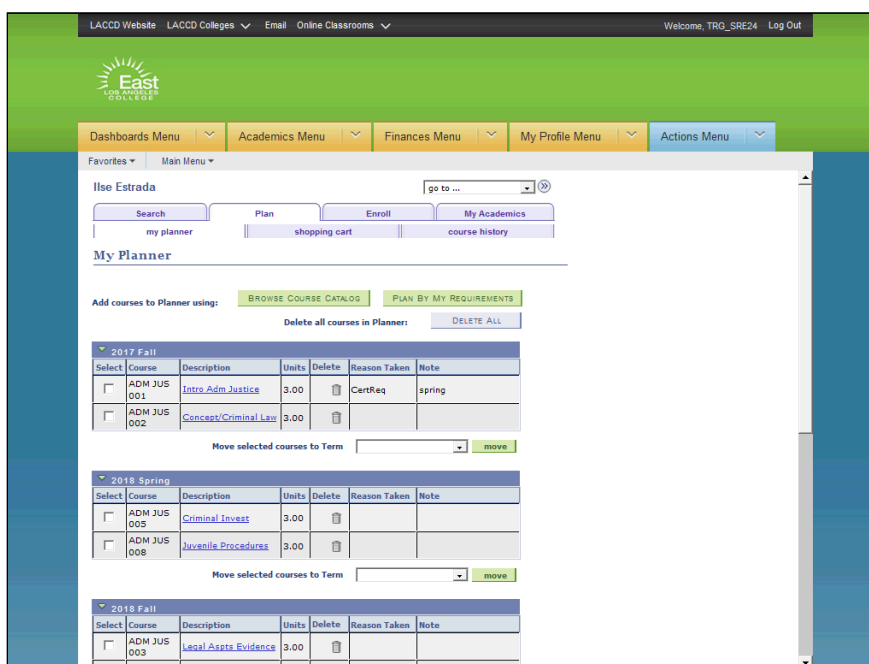 LACCD Website LACCD Colleges Email Online Classrooms Welcome, TRG_SRE24 Log Out
East
LOS ANGELES
COLLEGE
Dashboards Menu Academics Menu Finances Menu My Profile Menu Actions Menu
Favorites Main Menu
Ilse Estrada go to ...
Search Plan Enroll My Academics
my planner shopping cart course history
My Planner
Add courses to Planner using: BROWSE COURSE CATALOG PLAN BY MY REQUIREMENTS
Delete all courses in Planner: DELETE ALL
2017 Fall
Select Course Description Units Delete Reason Taken Note
ADM JUS 001 Intro Adm Justice 3.00 CertReq spring
ADM JUS 002 Concept/Criminal Law 3.00
Move selected courses to Term move
2018 Spring
Select Course Description Units Delete Reason Taken Note
ADM JUS 005 Criminal Invest 3.00
ADM JUS 008 Juvenile Procedures 3.00
Move selected courses to Term move
2018 Fall
Select Course Description Units Delete Reason Taken Note
ADM JUS 003 Legal Aspts Evidence 3.00